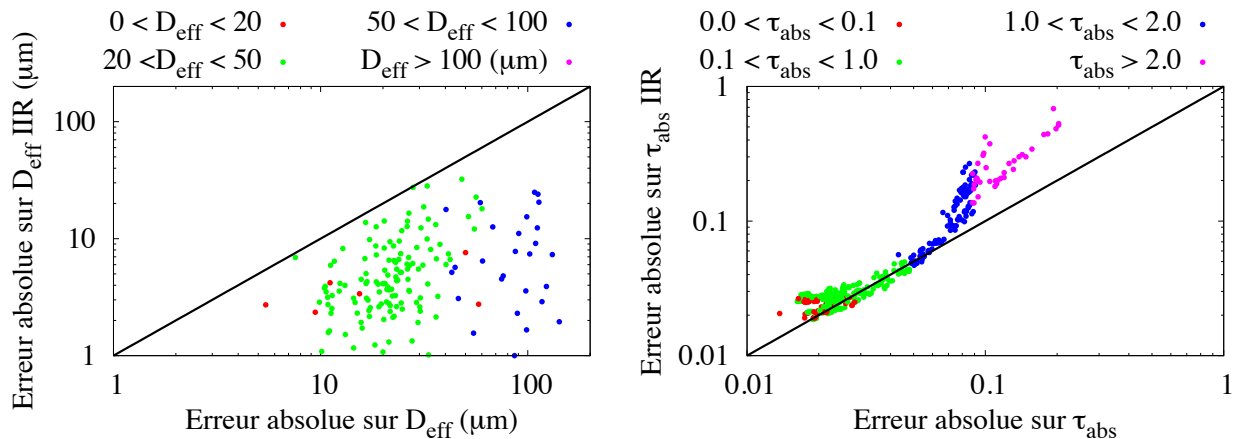 0 < D_eff < 20
50 <D_eff < 100
20 <D_eff < 50
D_eff > 100 (μm)
Erreur absolue sur D_eff IIR (μm)
100
10
1
1
10
100
Erreur absolue sur D_eff (μm)
0.0 < τ_abs < 0.1
1.0 < τ_abs < 2.0
0.1 < τ_abs < 1.0
τ_abs > 2.0
Erreur absolue sur τ_abs IIR
1
0.1
0.01
0.01
0.1
1
Erreur absolue sur τ_abs